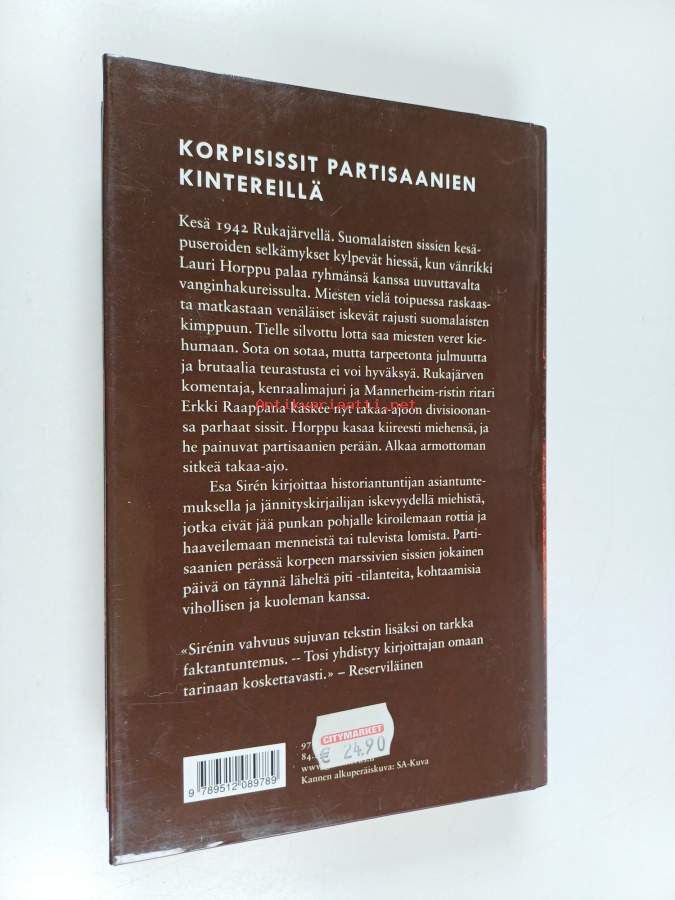 KORPISISSIT PARTISAANIEN
KINTEREILLÄ
Kesä 1942 Rukajärvellä. Suomalaisten sissien kesä-
puseroiden selkämykset kylpevät hiessä, kun vänrikki
Lauri Horppu palaa ryhmänsä kanssa uuvuttavalta
vanginhakureissulta. Miesten vielä toipuessa raskaas-
ta matkastaan venäläiset iskevät rajusti suomalaisten
kimppuun. Tielle silvottu lotta saa miesten veret kie-
humaan. Sota on sotaa, mutta tarpeetonta julmuutta
ja brutaalia teurastusta ei voi hyväksyä. Rukajärven
komentaja, kenraalimajuri ja Mannerheim-ristin ritari
Antikvariaatti.net
Erkki Raappana käskee nyt takaa-ajoon divisioonan-
sa parhaat sissit. Horppu kasaa kiireesti miehensä, ja
he painuvat partisaanien perään. Alkaa armottoman
sitkeä takaa-ajo.
Esa Sirén kirjoittaa historiantuntijan asiantunte-
muksella ja jännityskirjailijan iskevyydellä miehistä,
jotka eivät jää punkan pohjalle kiroilemaan rottia ja
haaveilemaan menneistä tai tulevista lomista. Parti-
saanien perässä korpeen marssivien sissien jokainen
päivä on täynnä läheltä piti -tilanteita, kohtaamisia
vihollisen ja kuoleman kanssa.
«Sirénin vahvuus sujuvan tekstin lisäksi on tarkka
faktantuntemus. -- Tosi yhdistyy kirjoittajan omaan
tarinaan koskettavasti.» – Reserviläinen
CITYMARKET
€ 24.90
97
84.
www.
Kannen alkuperäiskuva: SA-Kuva
9 789512 089789